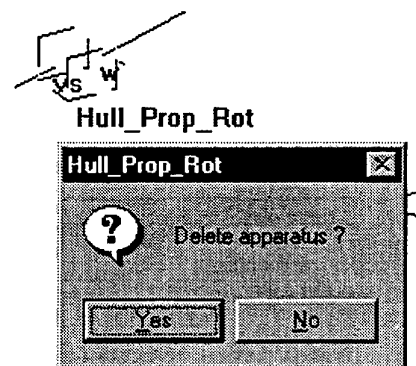 vs w
Hull_Prop_Rot
Hull_Prop_Rot
Delete apparatus ?
Yes No